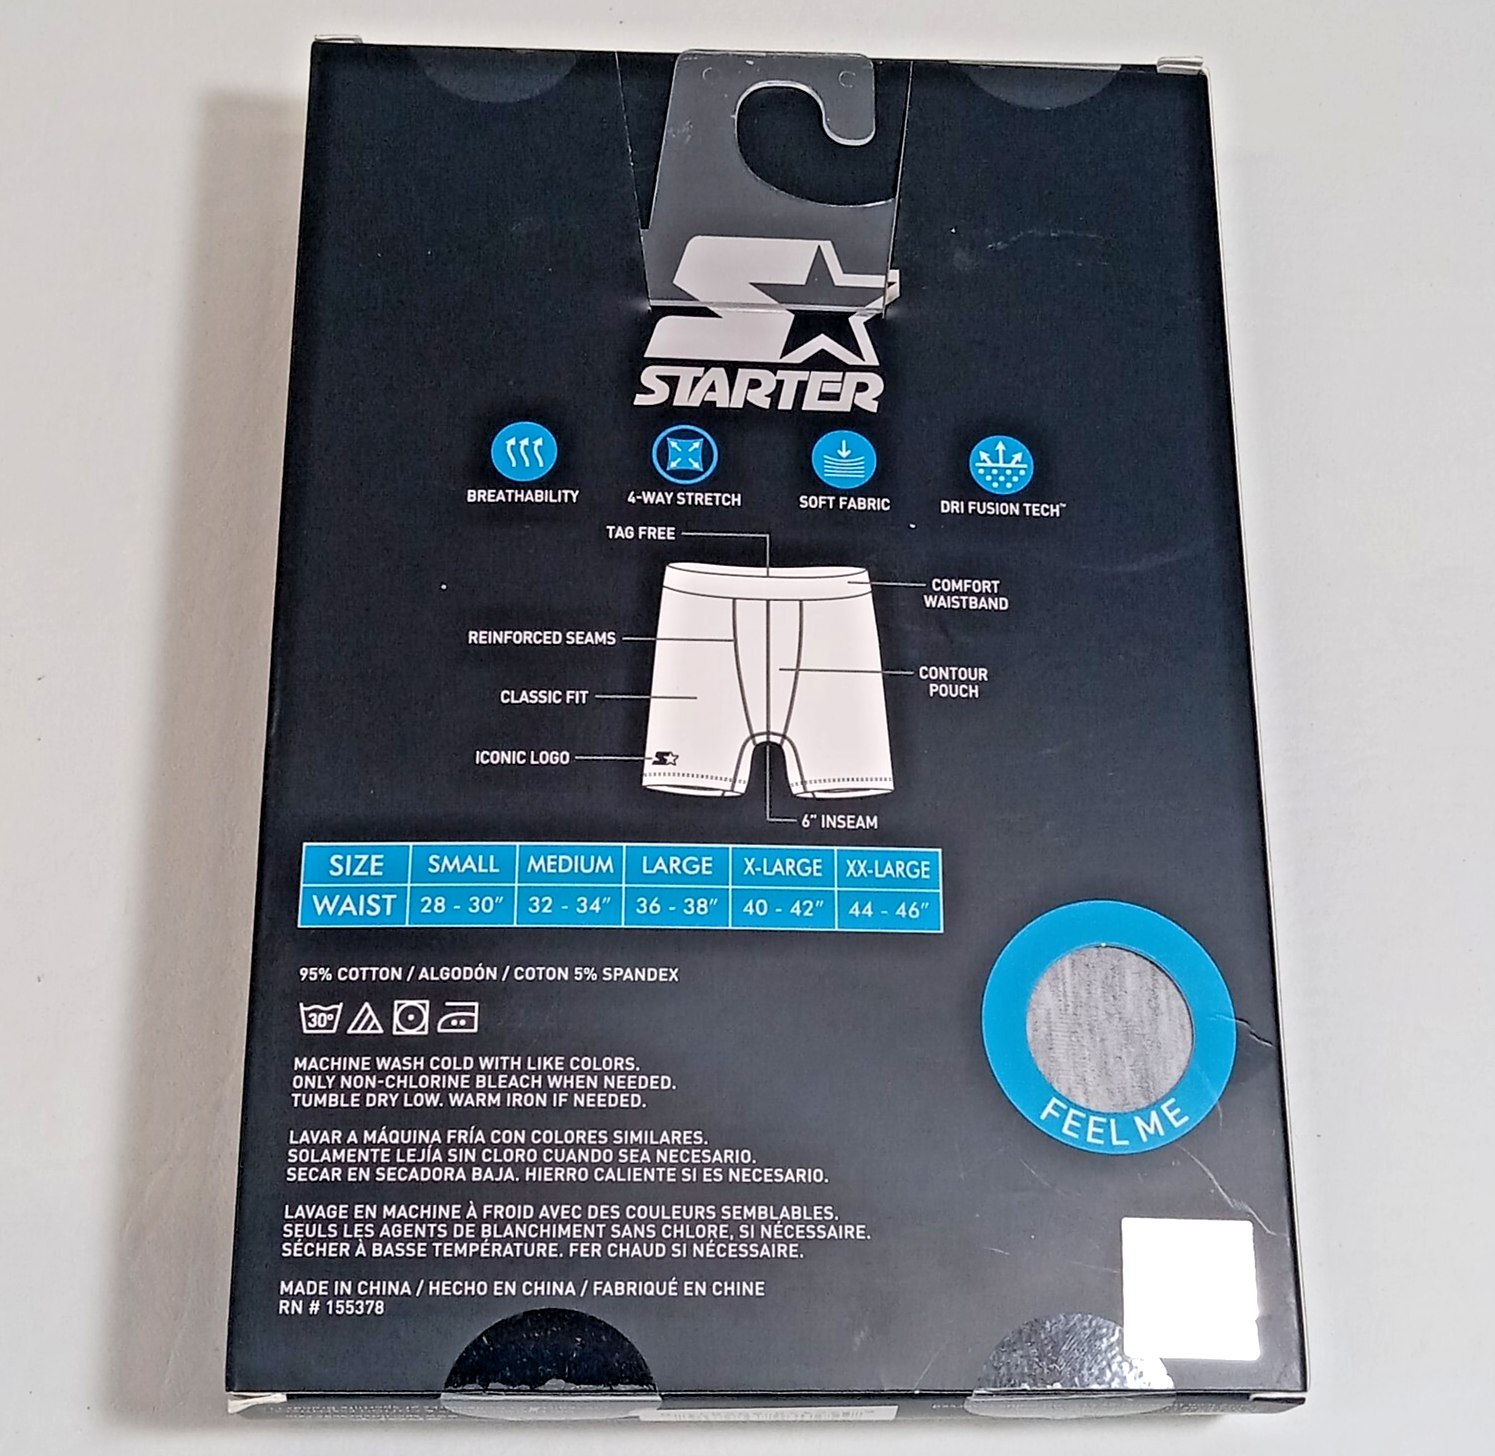 STARTER
BREATHABILITY
4-WAY STRETCH
SOFT FABRIC
DRI FUSION TECH™
TAG FREE
COMFORT
WAISTBAND
REINFORCED SEAMS
CONTOUR
POUCH
CLASSIC FIT
ICONIC LOGO
6" INSEAM
SIZE SMALL MEDIUM LARGE X-LARGE XX-LARGE
WAIST 28 - 30" 32 - 34" 36 - 38" 40 - 42" 44 - 46"
95% COTTON / ALGODÓN / COTON 5% SPANDEX
30°
MACHINE WASH COLD WITH LIKE COLORS.
ONLY NON-CHLORINE BLEACH WHEN NEEDED.
TUMBLE DRY LOW. WARM IRON IF NEEDED.
FEEL ME
LAVAR A MÁQUINA FRÍA CON COLORES SIMILARES.
SOLAMENTE LEJÍA SIN CLORO CUANDO SEA NECESARIO.
SECAR EN SECADORA BAJA. HIERRO CALIENTE SI ES NECESARIO.
LAVAGE EN MACHINE À FROID AVEC DES COULEURS SEMBLABLES.
SEULS LES AGENTS DE BLANCHIMENT SANS CHLORE, SI NÉCESSAIRE.
SÉCHER À BASSE TEMPÉRATURE. FER CHAUD SI NÉCESSAIRE.
MADE IN CHINA / HECHO EN CHINA / FABRIQUÉ EN CHINE
RN # 155378